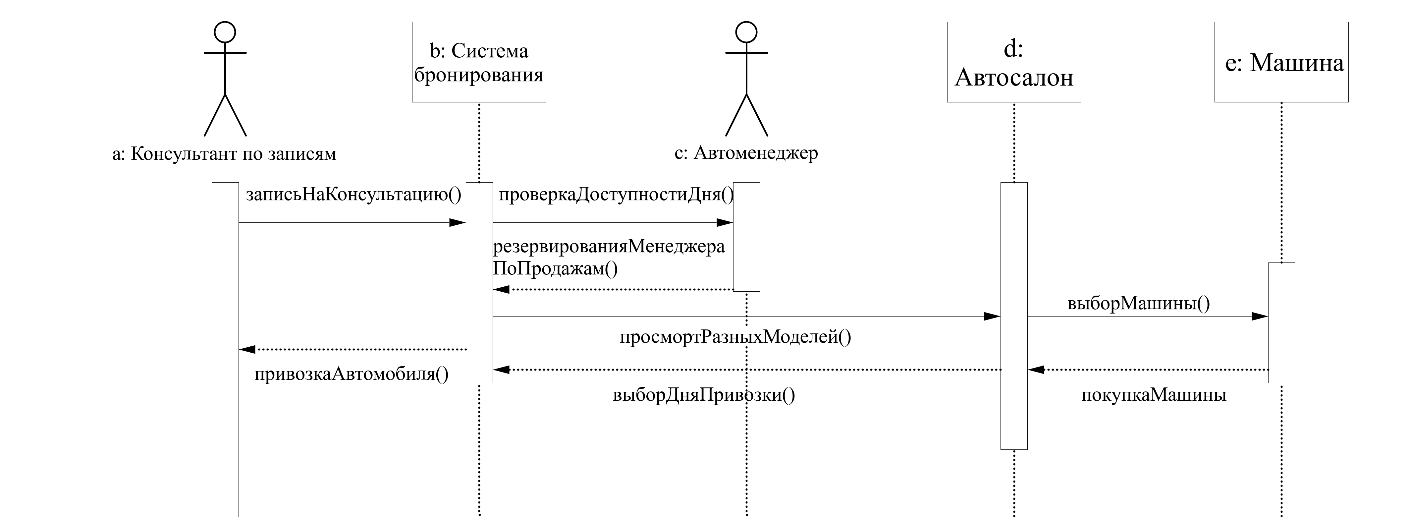 b: Система
бронирования
d:
Автосалон
e: Машина
a: Консультант по записям
c: Автоменеджер
записьНаКонсультацию()
проверкаДоступностиДня()
резервированияМенеджера
ПоПродажам()
выборМашины()
просмортРазныхМоделей()
привозкаАвтомобиля()
выборДняПривозки()
покупкаМашины